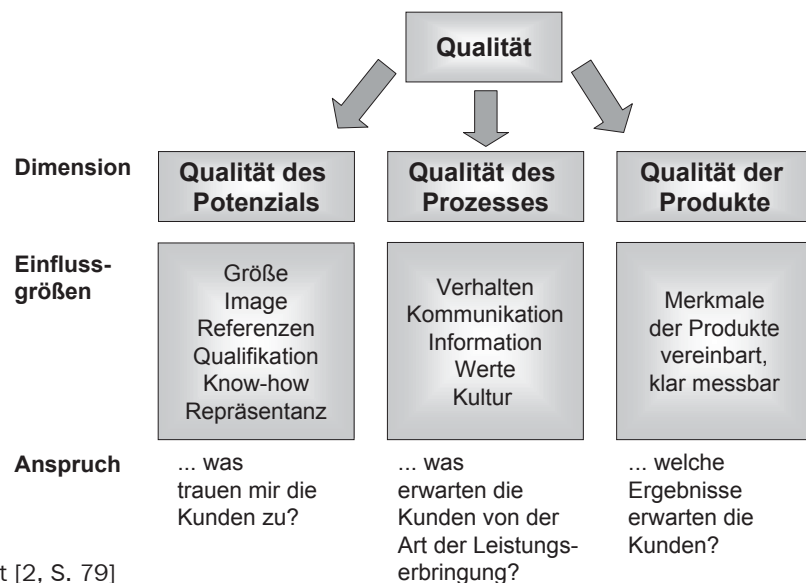 Qualität
Dimension
Qualität des
Potenzials
Qualität des
Prozesses
Qualität der
Produkte
Einfluss-
größen
Größe
Image
Referenzen
Qualifikation
Know-how
Repräsentanz
Verhalten
Kommunikation
Information
Werte
Kultur
Merkmale
der Produkte
vereinbart,
klar messbar
Anspruch
... was
trauen mir die
Kunden zu?
... was
erwarten die
Kunden von der
Art der Leistungs-
erbringung?
... welche
Ergebnisse
erwarten die
Kunden?
t [2, S. 79]